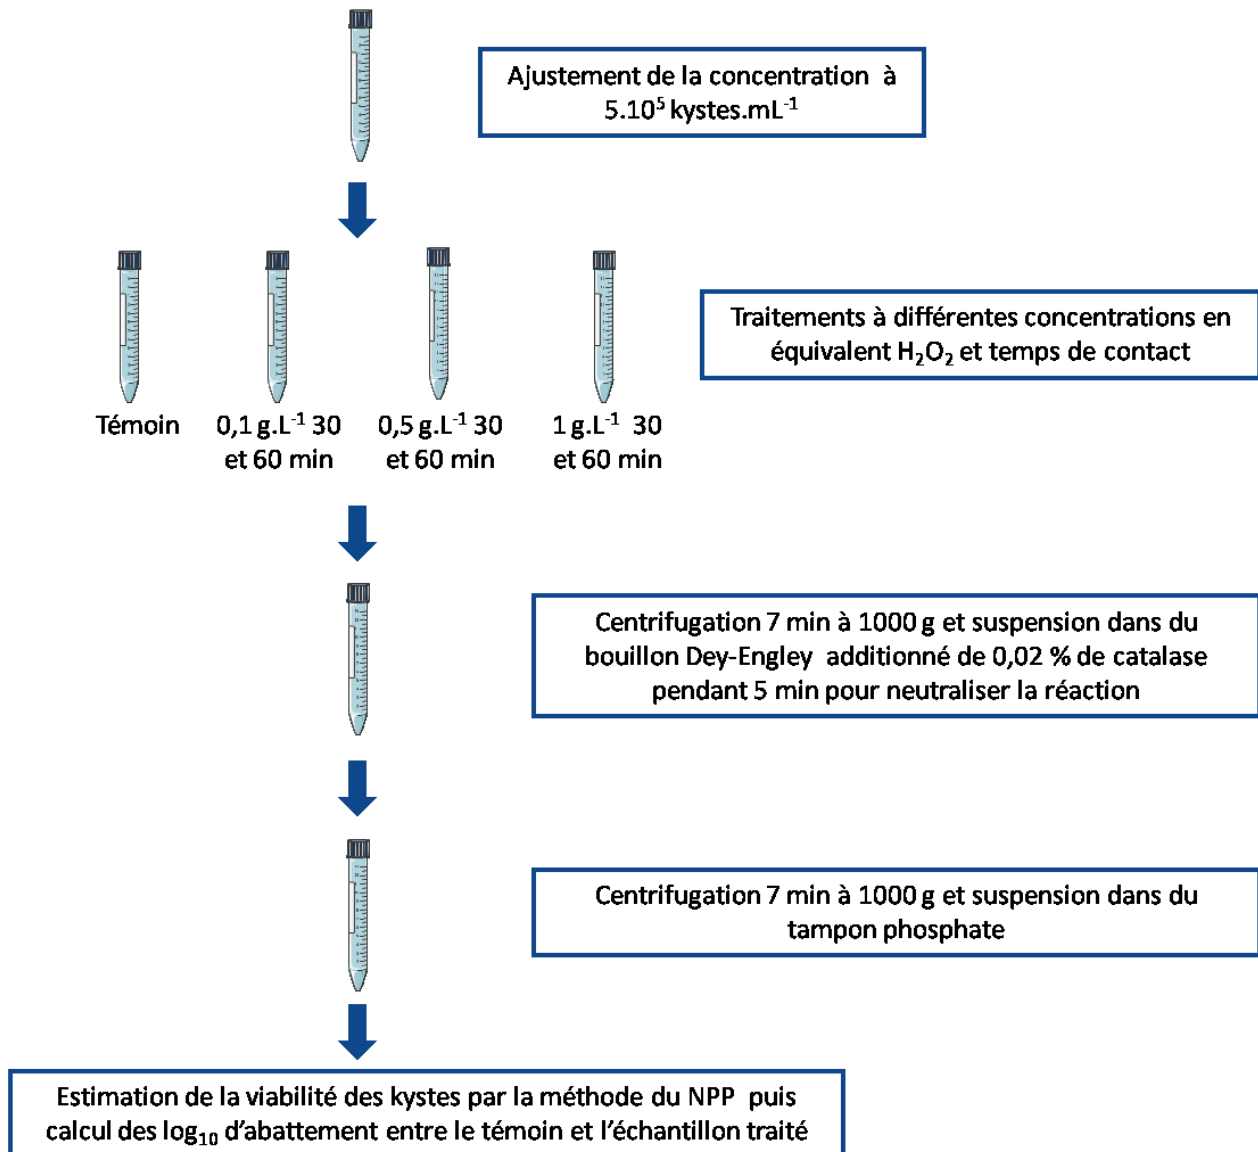 Ajustement de la concentration à
5.10⁵ kystes.mL⁻¹
Traitements à différentes concentrations en
équivalent H₂O₂ et temps de contact
Témoin
0,1 g.L⁻¹ 30
et 60 min
0,5 g.L⁻¹ 30
et 60 min
1 g.L⁻¹ 30
et 60 min
Centrifugation 7 min à 1000 g et suspension dans du
bouillon Dey-Engley additionné de 0,02 % de catalase
pendant 5 min pour neutraliser la réaction
Centrifugation 7 min à 1000 g et suspension dans du
tampon phosphate
Estimation de la viabilité des kystes par la méthode du NPP puis
calcul des log₁₀ d'abattement entre le témoin et l'échantillon traité